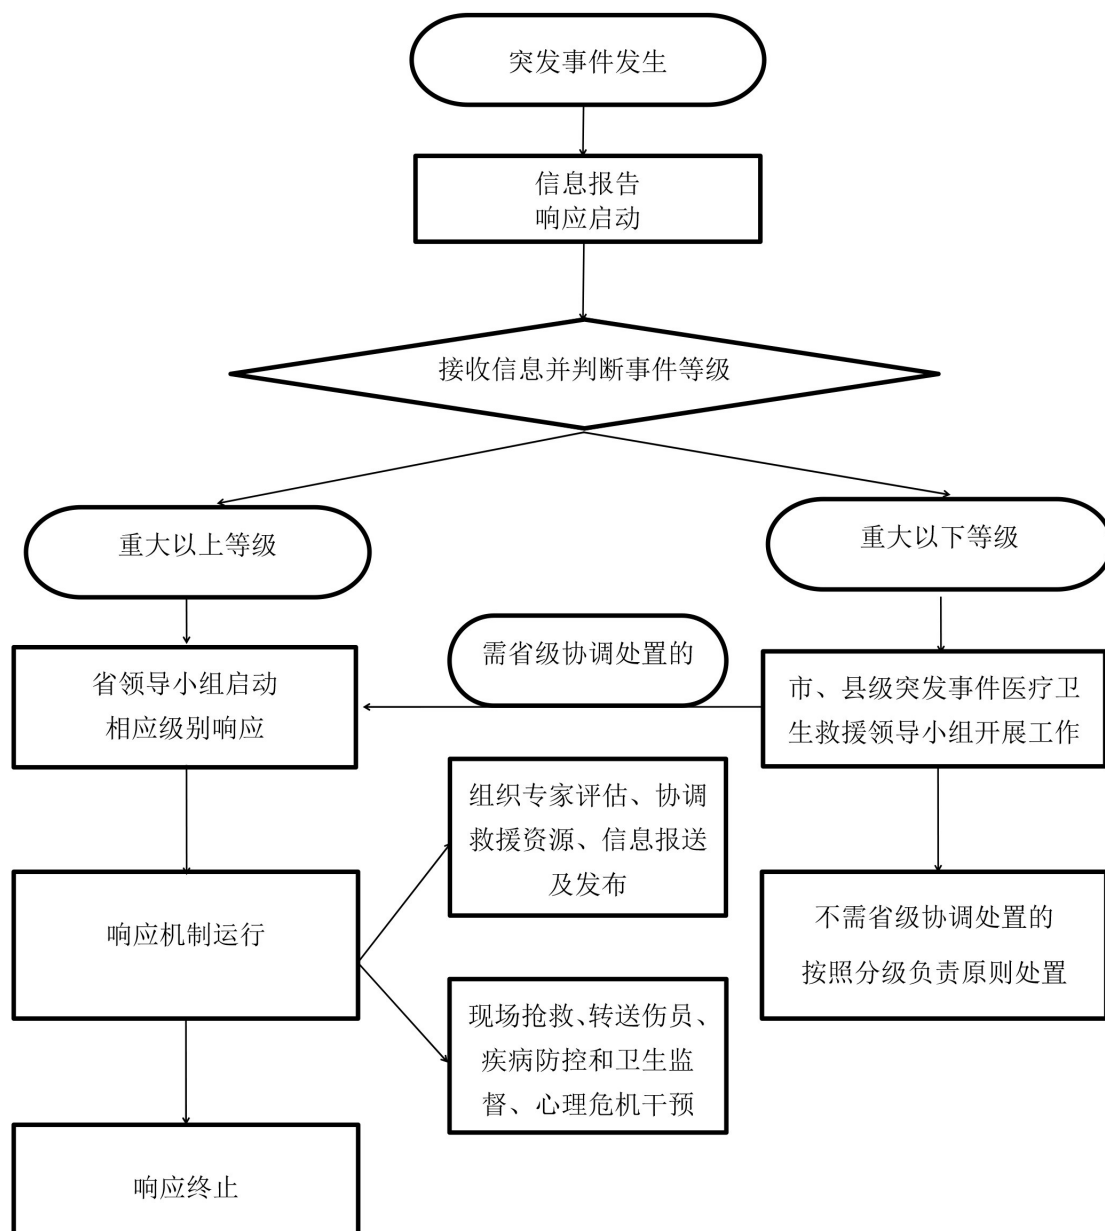 突发事件发生
信息报告
响应启动
接收信息并判断事件等级
重大以上等级
重大以下等级
需省级协调处置的
省领导小组启动
相应级别响应
市、县级突发事件医疗卫
生救援领导小组开展工作
组织专家评估、协调
救援资源、信息报送
及发布
响应机制运行
不需省级协调处置的
按照分级负责原则处置
现场抢救、转送伤员、
疾病防控和卫生监
督、心理危机干预
响应终止